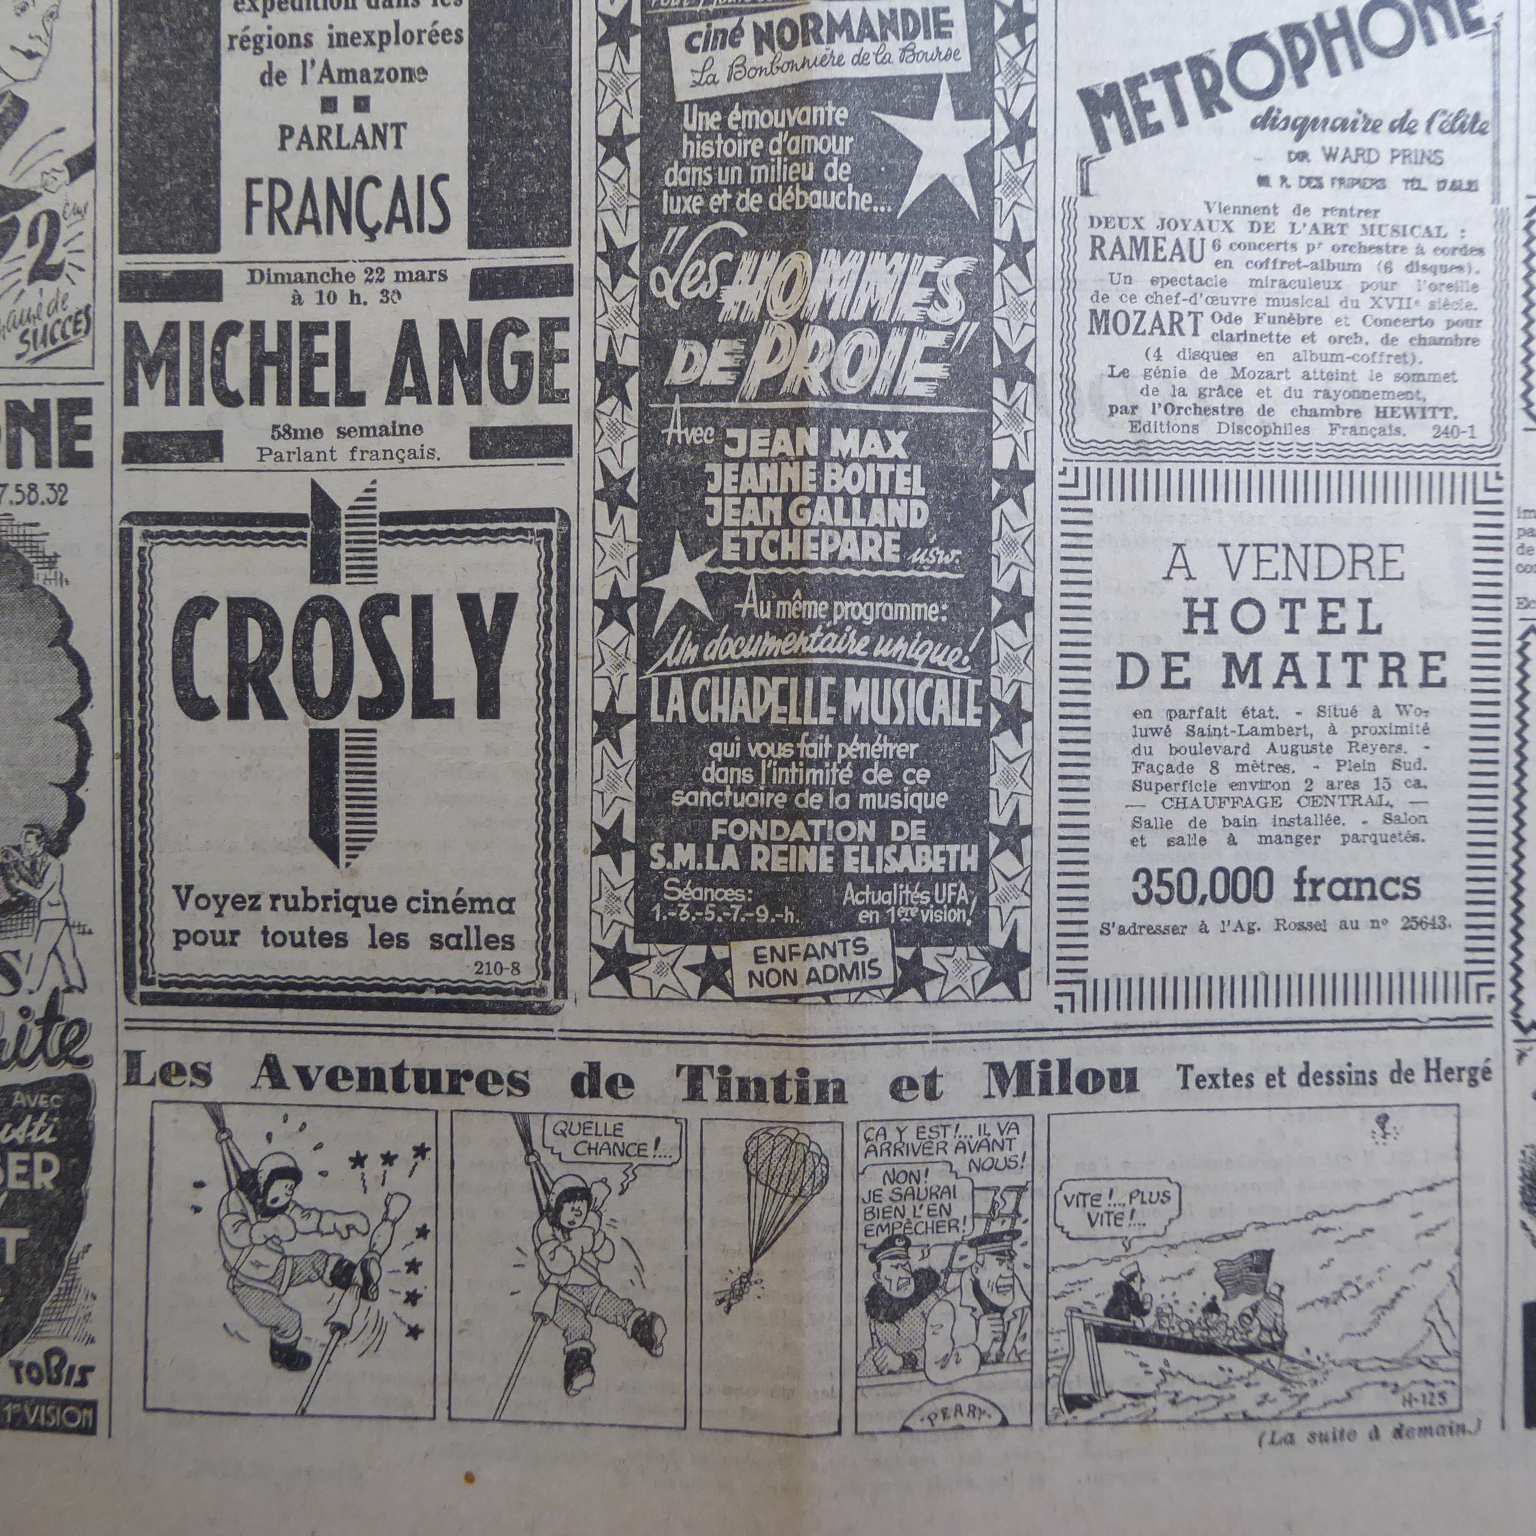 expédition dans les
régions inexplorées
de l'Amazone
PARLANT
FRANÇAIS
Dimanche 22 mars
à 10 h. 30
MICHEL ANGE
58me semaine
Parlant français.
CROSLY
Voyez rubrique cinéma
pour toutes les salles
210-8
2
SUCCÈS
7.58.32
AVEC
TOBIS
VISION
ciné NORMANDIE
La Bonbonnière de la Bourse
Une émouvante
histoire d'amour
dans un milieu de
luxe et de débauche...
"Les HOMMES
DE PROIE"
Avec JEAN MAX
JEANNE BOITEL
JEAN GALLAND
ETCHEPARE usw.
Au même programme:
Un documentaire unique!
LA CHAPELLE MUSICALE
qui vous fait pénétrer
dans l'intimité de ce
sanctuaire de la musique
FONDATION DE
S.M. LA REINE ELISABETH
Séances:
1.-3.-5.-7.-9.-h.
Actualités UFA
en 1ère vision!
ENFANTS
NON ADMIS
METROPHONE
disquaire de l'élite
DIR. WARD PRINS
R. DES FRIPIERS TÉL.
Viennent de rentrer
DEUX JOYAUX DE L'ART MUSICAL :
RAMEAU 6 concerts pr orchestre à cordes
en coffret-album (6 disques).
Un spectacle miraculeux pour l'oreille
de ce chef-d'œuvre musical du XVIIe siècle.
MOZART Ode Funèbre et Concerto pour
clarinette et orch. de chambre
(4 disques en album-coffret).
Le génie de Mozart atteint le sommet
de la grâce et du rayonnement,
par l'Orchestre de chambre HEWITT.
Editions Discophiles Français. 240-1
A VENDRE
HOTEL
DE MAITRE
en parfait état. - Situé à Wo-
luwé Saint-Lambert, à proximité
du boulevard Auguste Reyers. -
Façade 8 mètres. - Plein Sud.
Superficie environ 2 ares 15 ca.
— CHAUFFAGE CENTRAL. —
Salle de bain installée. - Salon
et salle à manger parquetés.
350,000 francs
S'adresser à l'Ag. Rossel au no 25643.
Les Aventures de Tintin et Milou Textes et dessins de Hergé
QUELLE
CHANCE!...
ÇA Y EST!... IL VA
ARRIVER AVANT
NOUS!
NON!
JE SAURAI
BIEN L'EN
EMPÊCHER!
PEARY
VITE!... PLUS
VITE!...
H-125
(La suite à demain.)